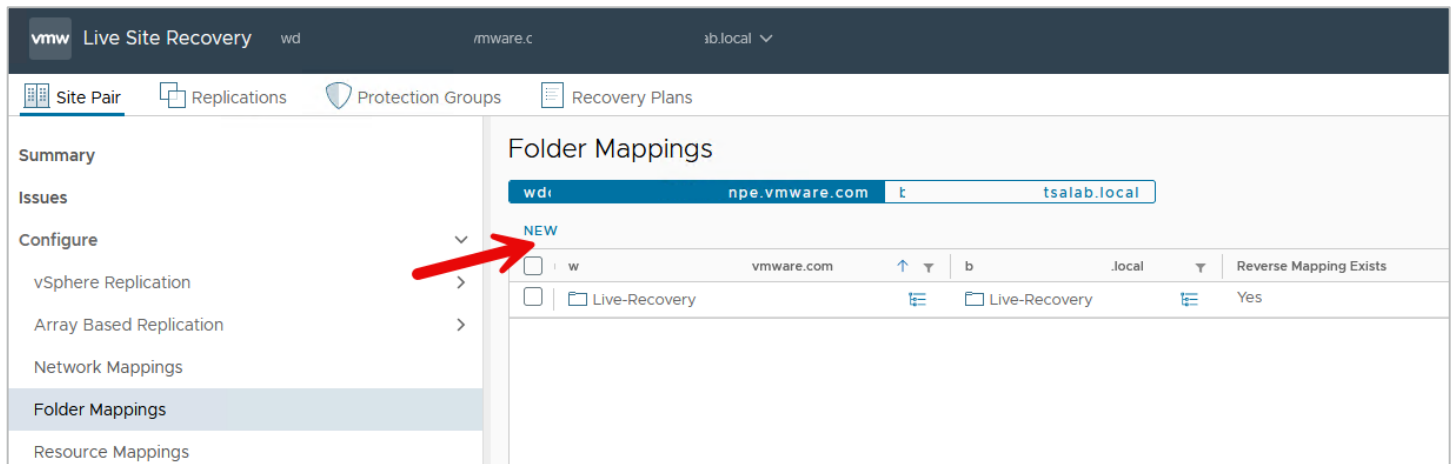 vmw Live Site Recovery wd mware.c ab.local
Site Pair Replications Protection Groups Recovery Plans
Summary
Issues
Configure
vSphere Replication
Array Based Replication
Network Mappings
Folder Mappings
Resource Mappings
Folder Mappings
wd npe.vmware.com tsalab.local
NEW
w vmware.com b .local Reverse Mapping Exists
Live-Recovery Live-Recovery Yes